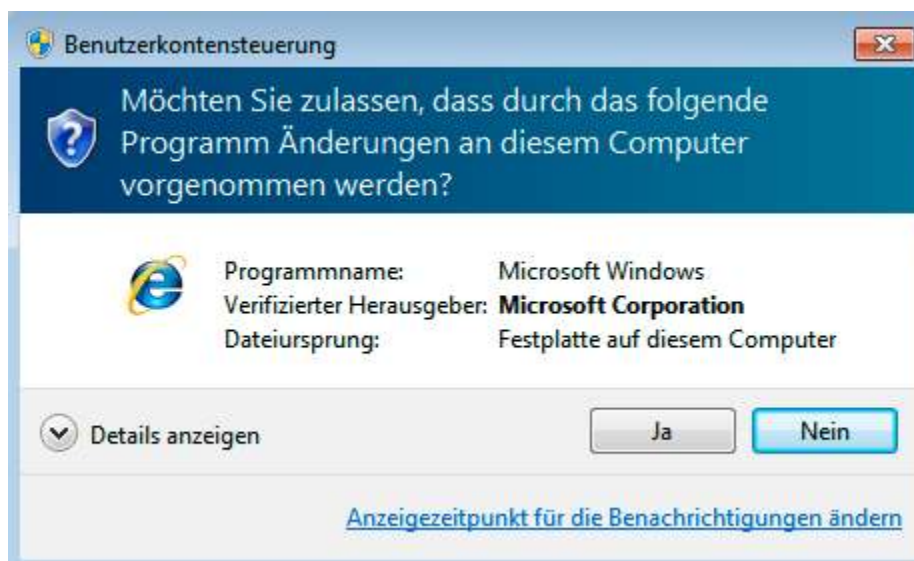 Benutzerkontensteuerung
Möchten Sie zulassen, dass durch das folgende
Programm Änderungen an diesem Computer
vorgenommen werden?
Programmname: Microsoft Windows
Verifizierter Herausgeber: Microsoft Corporation
Dateiursprung: Festplatte auf diesem Computer
Details anzeigen Ja Nein
Anzeigezeitpunkt für die Benachrichtigungen ändern